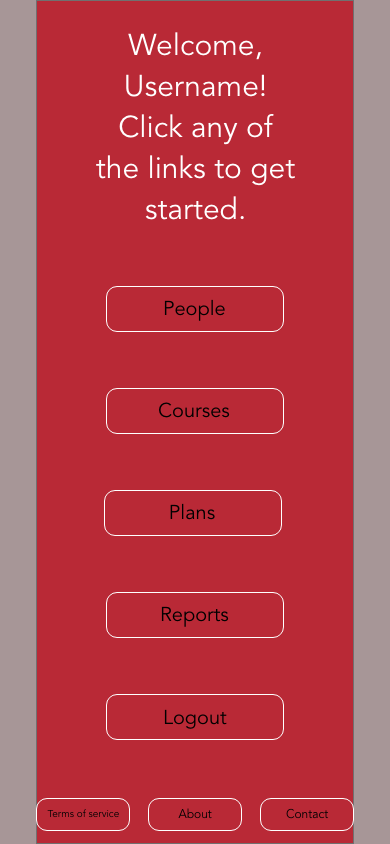 Welcome,
Username!
Click any of
the links to get
started.
People
Courses
Plans
Reports
Logout
Terms of service
About
Contact